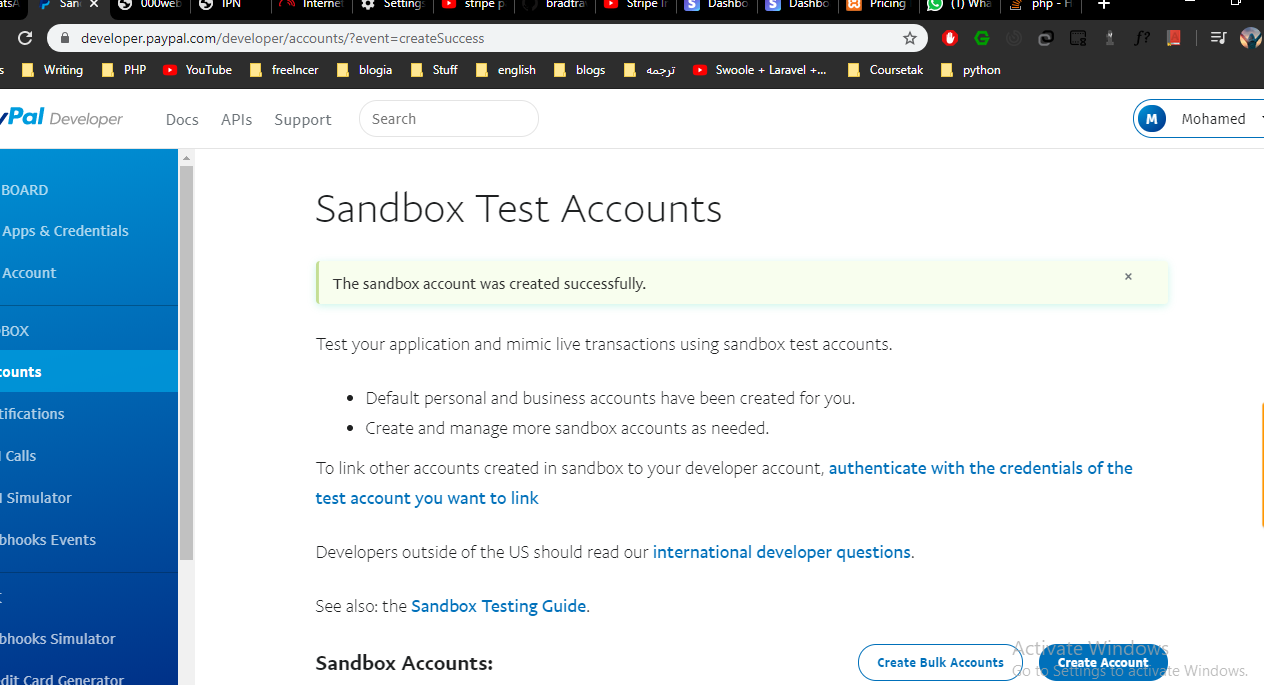 San
000web
IPN
Internet
Setting
stripe p
bradtra
Stripe In
Dashbo
Dashbo
Pricing
(1) Wha
php - H
developer.paypal.com/developer/accounts/?event=createSuccess
s
Writing
PHP
YouTube
freelncer
blogia
Stuff
english
blogs
ترجمه
Swoole + Laravel +...
Coursetak
python
yPal Developer
Docs
APIs
Support
Search
M
Mohamed
BOARD
Apps & Credentials
Account
BOX
counts
tifications
I Calls
I Simulator
bhooks Events
bhooks Simulator
edit Card Generator
Sandbox Test Accounts
The sandbox account was created successfully.
Test your application and mimic live transactions using sandbox test accounts.
• Default personal and business accounts have been created for you.
• Create and manage more sandbox accounts as needed.
To link other accounts created in sandbox to your developer account, authenticate with the credentials of the
test account you want to link
Developers outside of the US should read our international developer questions.
See also: the Sandbox Testing Guide.
Sandbox Accounts:
Create Bulk Accounts
Create Account
Activate Windows
Go to Settings to activate Windows.